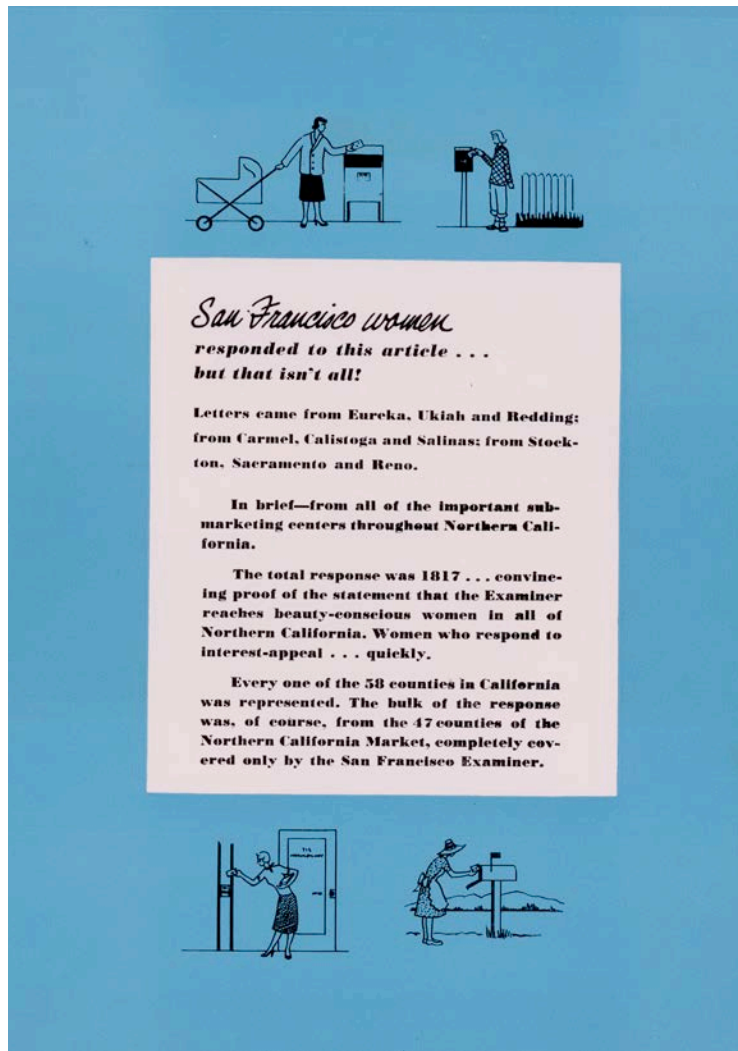 San Francisco women
responded to this article . . .
but that isn't all!
Letters came from Eureka, Ukiah and Redding;
from Carmel, Calistoga and Salinas; from Stock-
ton, Sacramento and Reno.
In brief—from all of the important sub-
marketing centers throughout Northern Cali-
fornia.
The total response was 1817 . . . convinc-
ing proof of the statement that the Examiner
reaches beauty-conscious women in all of
Northern California. Women who respond to
interest-appeal . . . quickly.
Every one of the 58 counties in California
was represented. The bulk of the response
was, of course, from the 47 counties of the
Northern California Market, completely cov-
ered only by the San Francisco Examiner.